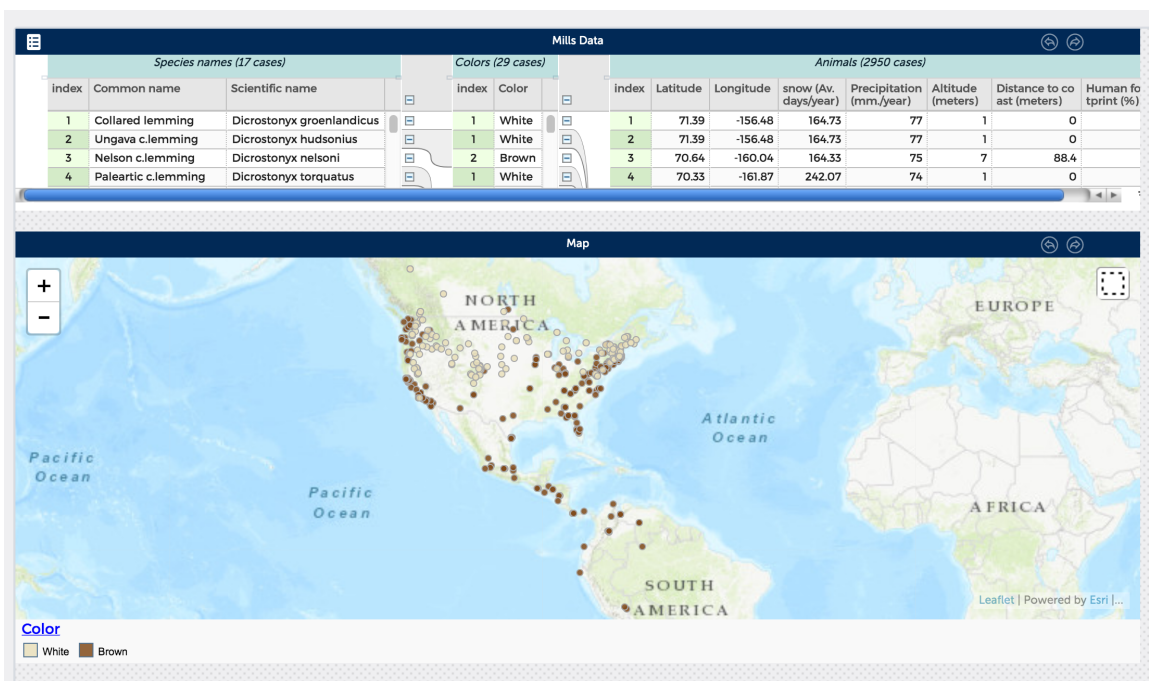 Mills Data
Species names (17 cases) Colors (29 cases) Animals (2950 cases)
index Common name Scientific name index Color index Latitude Longitude snow (Av. days/year) Precipitation (mm./year) Altitude (meters) Distance to co ast (meters) Human fo tprint (%)
1 Collared lemming Dicrostonyx groenlandicus 1 White 1 71.39 -156.48 164.73 77 1 0
2 Ungava c.lemming Dicrostonyx hudsonius 1 White 2 71.39 -156.48 164.73 77 1 0
3 Nelson c.lemming Dicrostonyx nelsoni 2 Brown 3 70.64 -160.04 164.33 75 7 88.4
4 Paleartic c.lemming Dicrostonyx torquatus 1 White 4 70.33 -161.87 242.07 74 1 0
Map
+
−
NORTH
AMERICA
EUROPE
Atlantic
Ocean
Pacific
Ocean
Pacific
Ocean
AFRICA
SOUTH
AMERICA
Leaflet | Powered by Esri |...
Color
White Brown